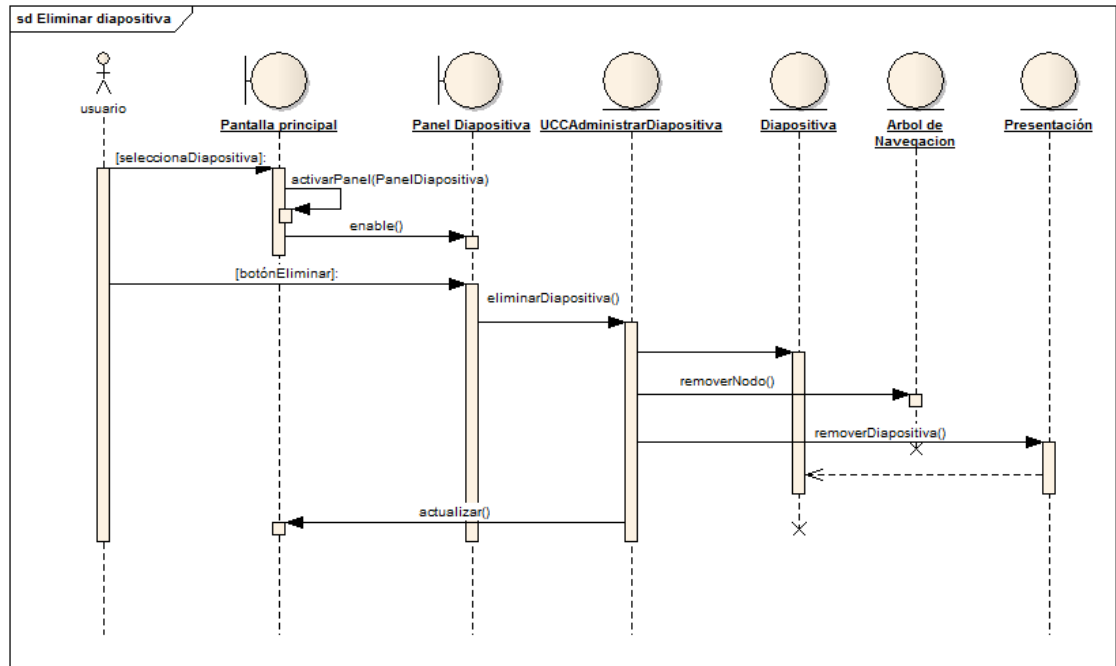 sd Eliminar diapositiva
usuario
Pantalla principal
Panel Diapositiva
UCCAdministrarDiapositiva
Diapositiva
Arbol de
Navegacion
Presentación
[seleccionaDiapositiva]:
activarPanel(PanelDiapositiva)
enable()
[botónEliminar]:
eliminarDiapositiva()
removerNodo()
removerDiapositiva()
actualizar()